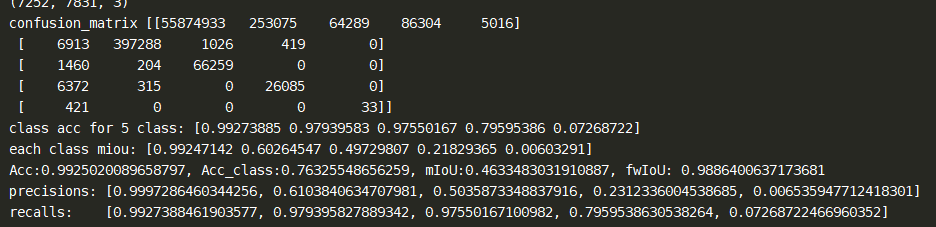 (7252, 7831, 3)
confusion_matrix [[55874933 253075 64289 86304 5016]
[ 6913 397288 1026 419 0]
[ 1460 204 66259 0 0]
[ 6372 315 0 26085 0]
[ 421 0 0 0 33]]
class acc for 5 class: [0.99273885 0.97939583 0.97550167 0.79595386 0.07268722]
each class miou: [0.99247142 0.60264547 0.49729807 0.21829365 0.00603291]
Acc:0.9925020089658797, Acc_class:0.76325548656259, mIoU:0.4633483031910887, fwIoU: 0.9886400637173681
precisions: [0.9997286460344256, 0.6103840634707981, 0.5035873348837916, 0.2312336004538685, 0.006535947712418301]
recalls: [0.9927388461903577, 0.979395827889342, 0.97550167100982, 0.7959538630538264, 0.07268722466960352]